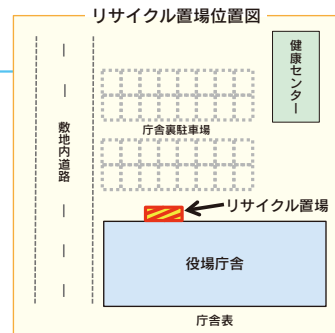 リサイクル置場位置図
健康センター
敷地内道路
庁舎裏駐車場
リサイクル置場
役場庁舎
庁舎表